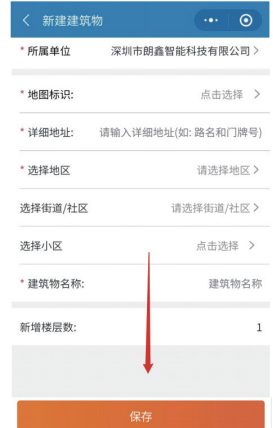 新建建筑物
* 所属单位 深圳市朗鑫智能科技有限公司
* 地图标识: 点击选择
* 详细地址: 请输入详细地址(如: 路名和门牌号)
* 选择地区 请选择地区
选择街道/社区 请选择街道/社区
选择小区 点击选择
* 建筑物名称: 建筑物名称
新增楼层数: 1
保存